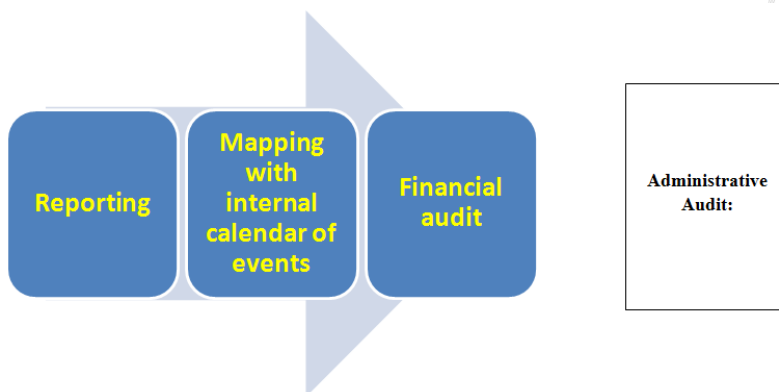 Reporting
Mapping
with
internal
calendar of
events
Financial
audit
Administrative
Audit: